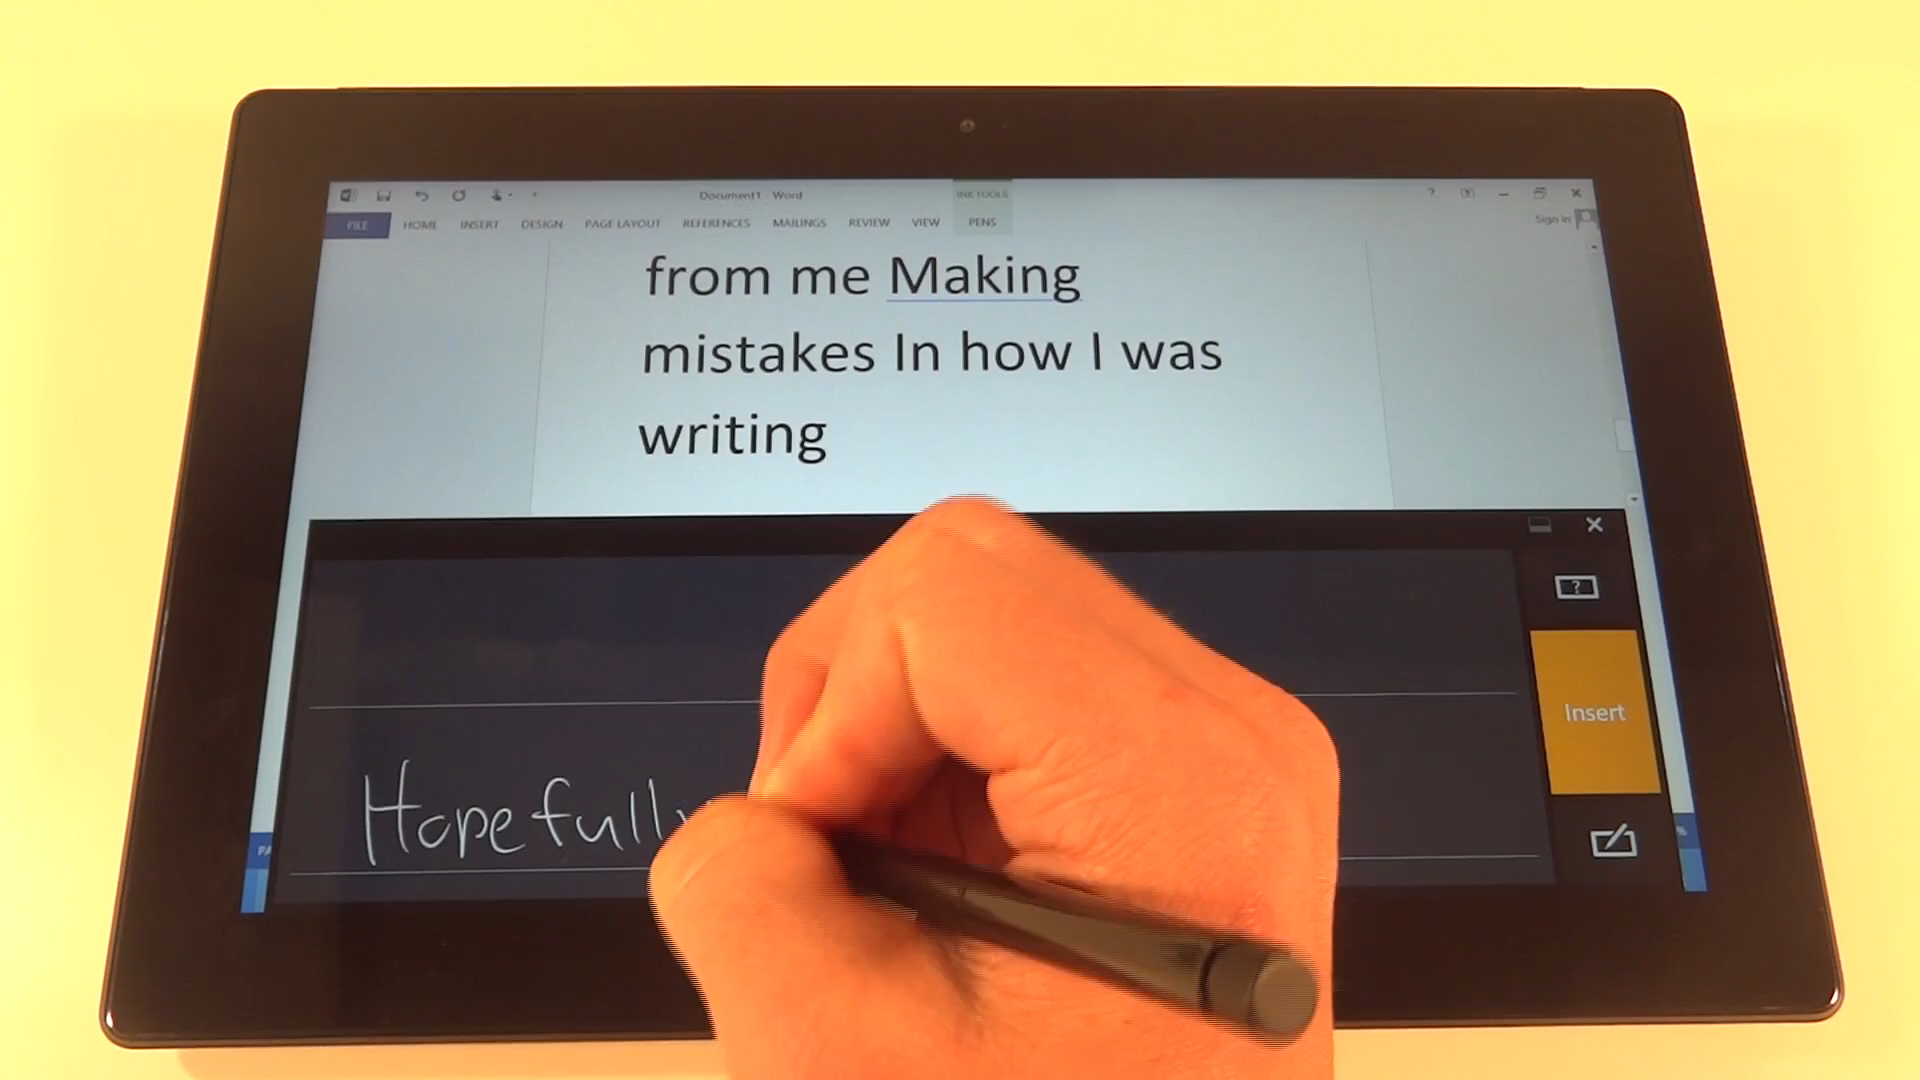 Document1 - Word
INK TOOLS
FILE HOME INSERT DESIGN PAGE LAYOUT REFERENCES MAILINGS REVIEW VIEW PENS
Sign in
from me Making
mistakes In how I was
writing
Insert
Hopefully
PA
%